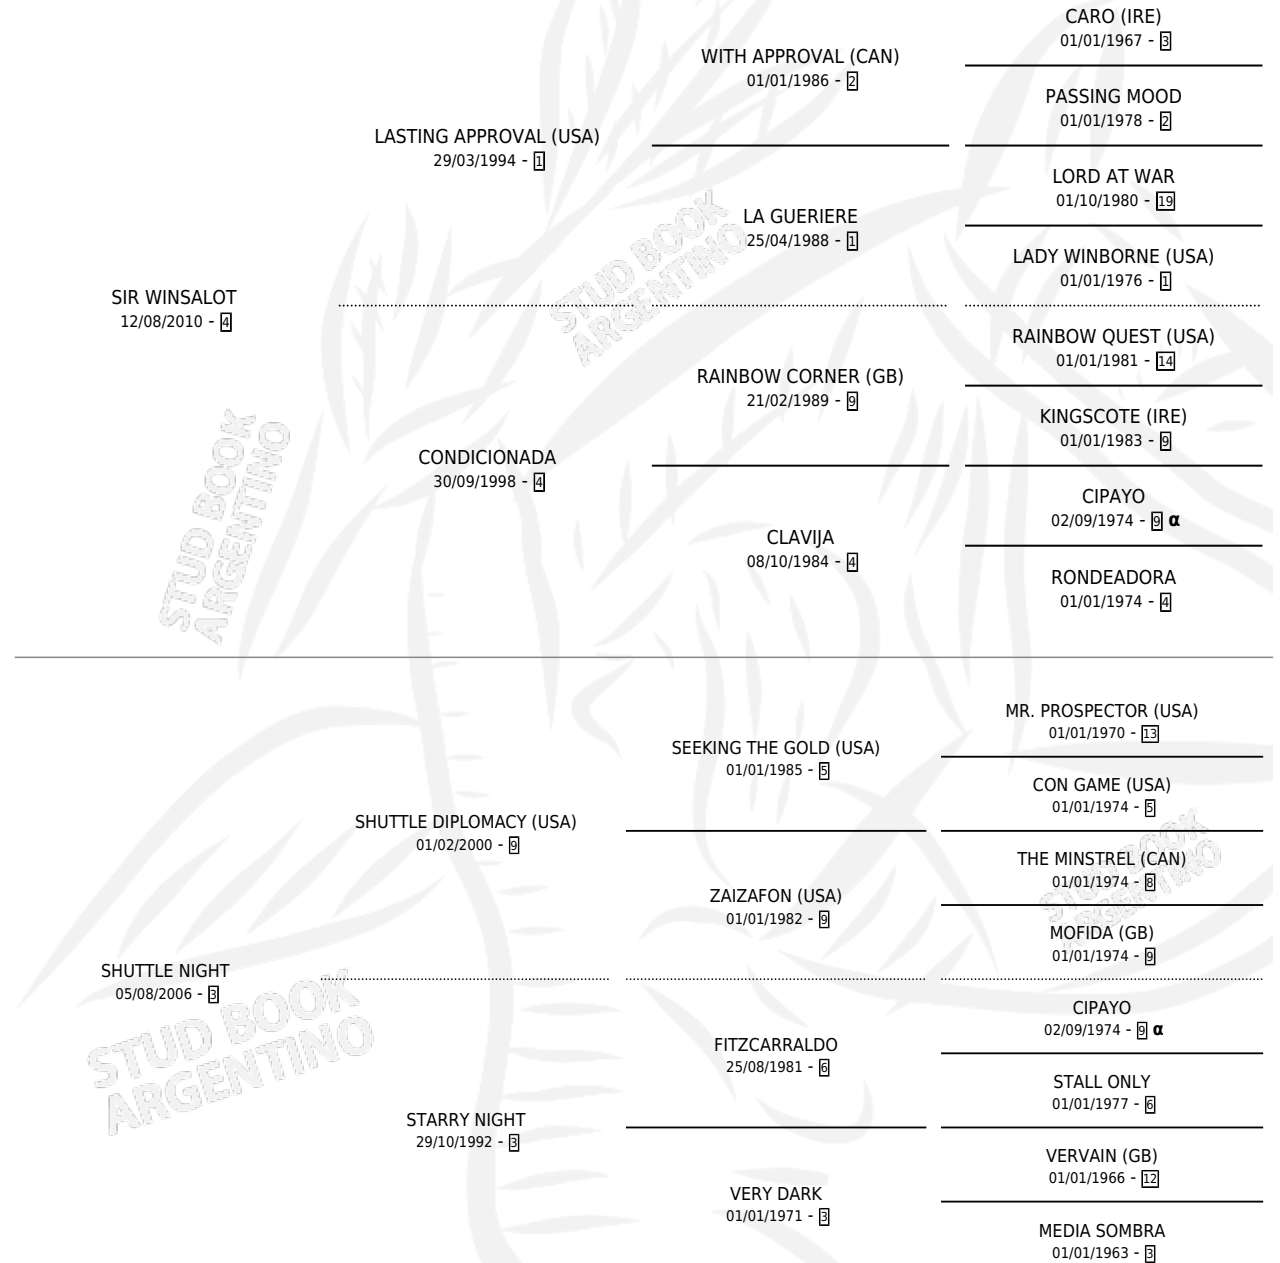 CARO (IRE)
01/01/1967 - 3
WITH APPROVAL (CAN)
01/01/1986 - 2
PASSING MOOD
01/01/1978 - 2
LASTING APPROVAL (USA)
29/03/1994 - 1
LORD AT WAR
01/10/1980 - 19
LA GUERIERE
25/04/1988 - 1
LADY WINBORNE (USA)
01/01/1976 - 1
SIR WINSALOT
12/08/2010 - 4
RAINBOW QUEST (USA)
01/01/1981 - 14
RAINBOW CORNER (GB)
21/02/1989 - 9
KINGSCOTE (IRE)
01/01/1983 - 9
CONDICIONADA
30/09/1998 - 4
CIPAYO
02/09/1974 - 9 α
CLAVIJA
08/10/1984 - 4
RONDEADORA
01/01/1974 - 4
MR. PROSPECTOR (USA)
01/01/1970 - 13
SEEKING THE GOLD (USA)
01/01/1985 - 5
CON GAME (USA)
01/01/1974 - 5
SHUTTLE DIPLOMACY (USA)
01/02/2000 - 9
THE MINSTREL (CAN)
01/01/1974 - 8
ZAIZAFON (USA)
01/01/1982 - 9
MOFIDA (GB)
01/01/1974 - 9
SHUTTLE NIGHT
05/08/2006 - 3
CIPAYO
02/09/1974 - 9 α
FITZCARRALDO
25/08/1981 - 6
STALL ONLY
01/01/1977 - 6
STARRY NIGHT
29/10/1992 - 3
VERVAIN (GB)
01/01/1966 - 12
VERY DARK
01/01/1971 - 3
MEDIA SOMBRA
01/01/1963 - 3
STUD BOOK
ARGENTINO
STUD BOOK
ARGENTINO
STUD BOOK
ARGENTINO
STUD BOOK
ARGENTINO